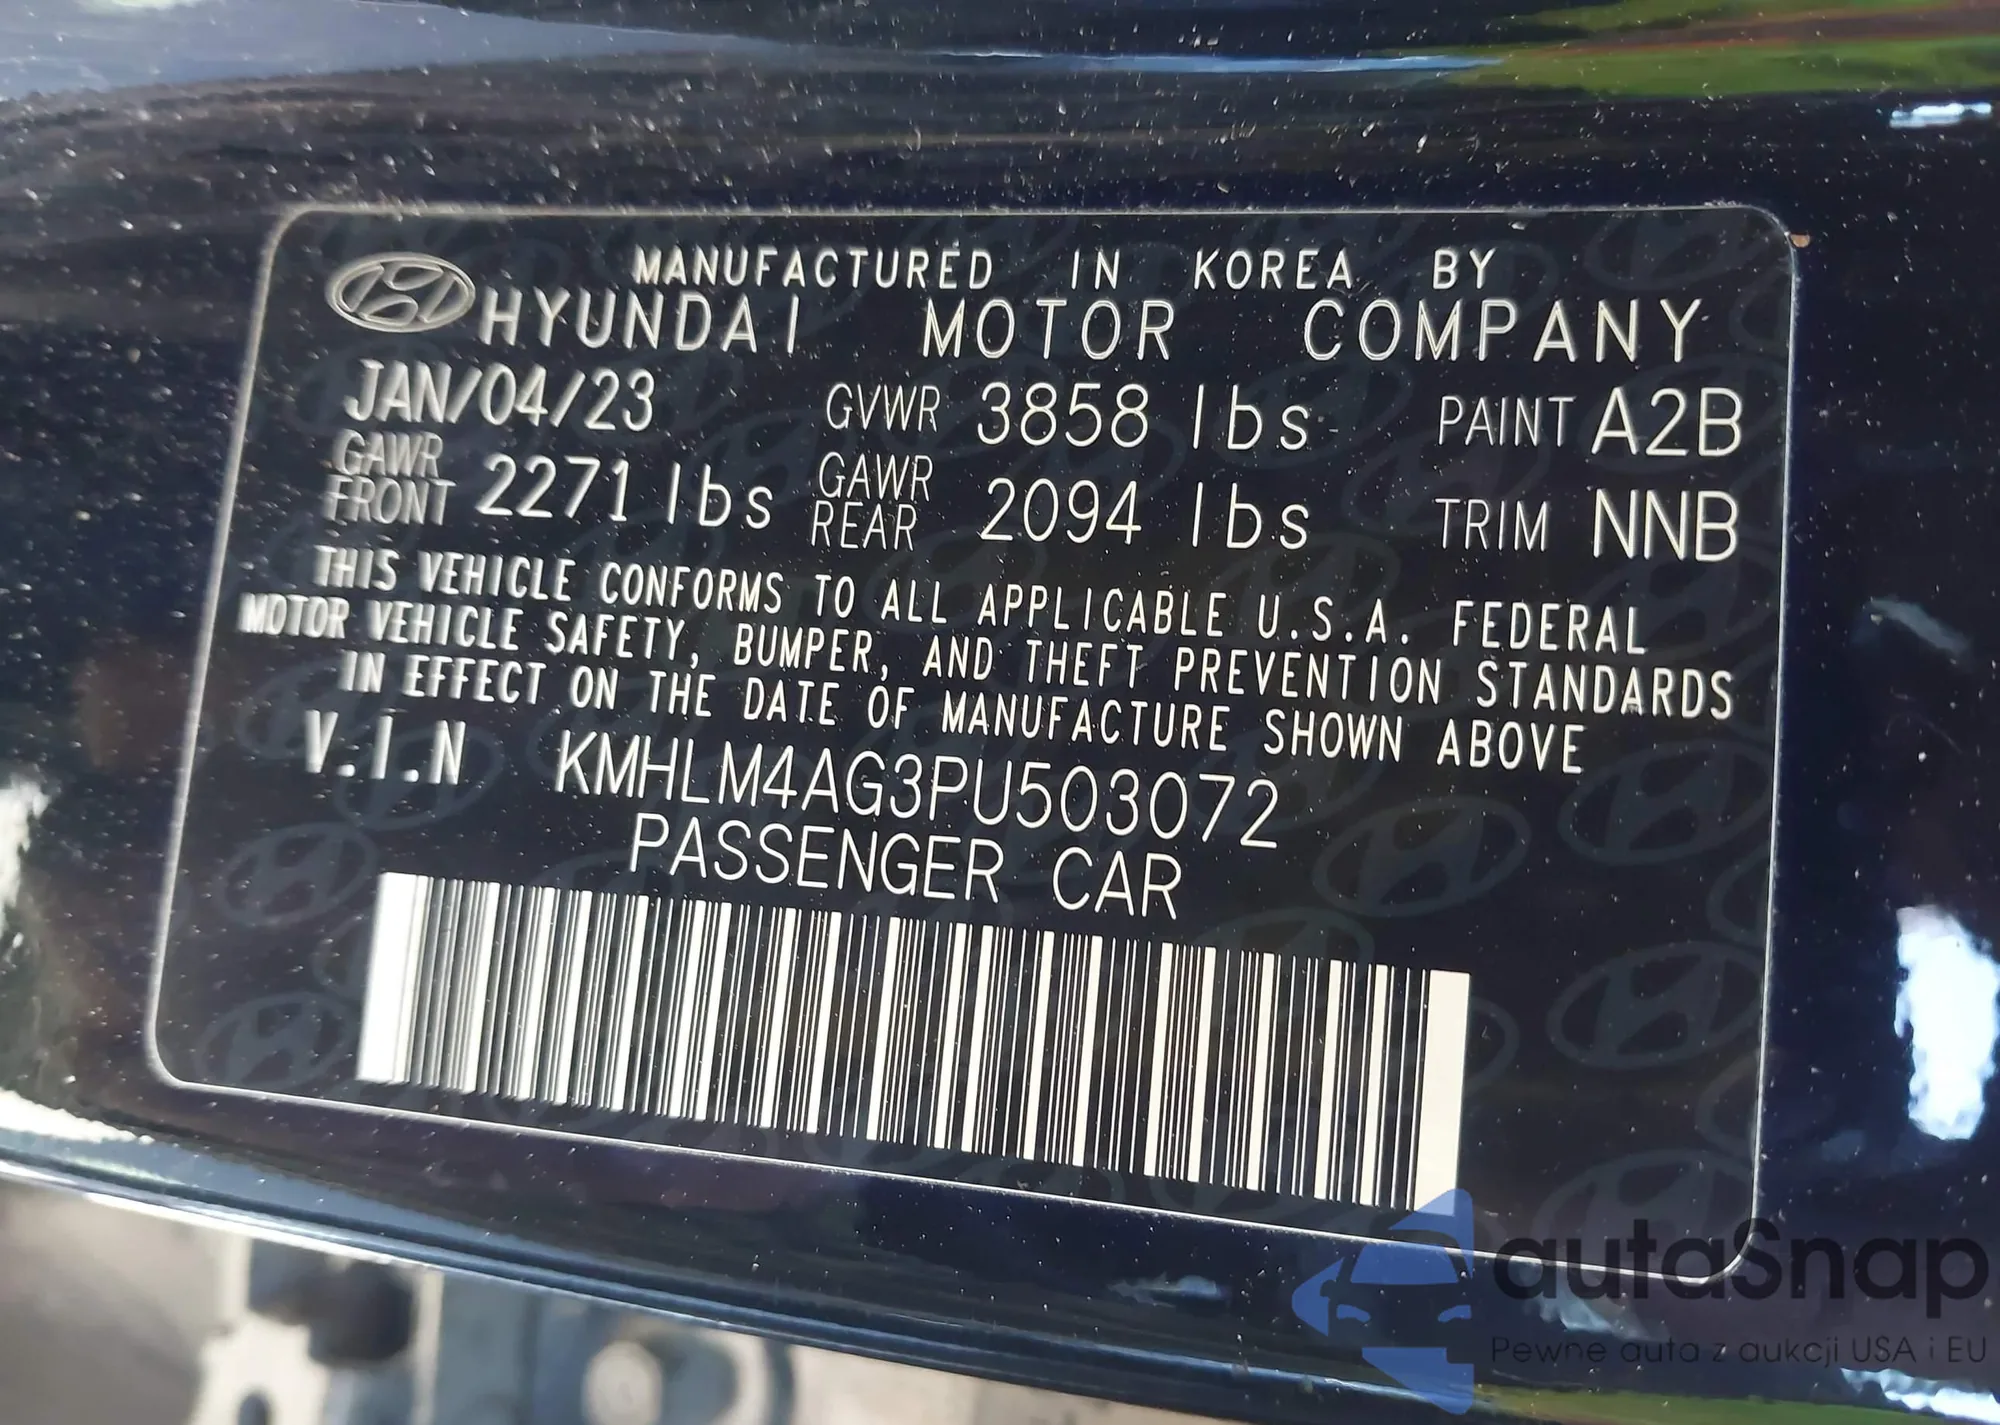 MANUFACTURED IN KOREA BY
HYUNDAI MOTOR COMPANY
JAN/04/23 GVWR 3858 lbs PAINT A2B
GAWR FRONT 2271 lbs GAWR REAR 2094 lbs TRIM NNB
THIS VEHICLE CONFORMS TO ALL APPLICABLE U.S.A. FEDERAL
MOTOR VEHICLE SAFETY, BUMPER, AND THEFT PREVENTION STANDARDS
IN EFFECT ON THE DATE OF MANUFACTURE SHOWN ABOVE
V.I.N KMHLM4AG3PU503072
PASSENGER CAR
autaSnap
Pewne auta z aukcji USA i EU